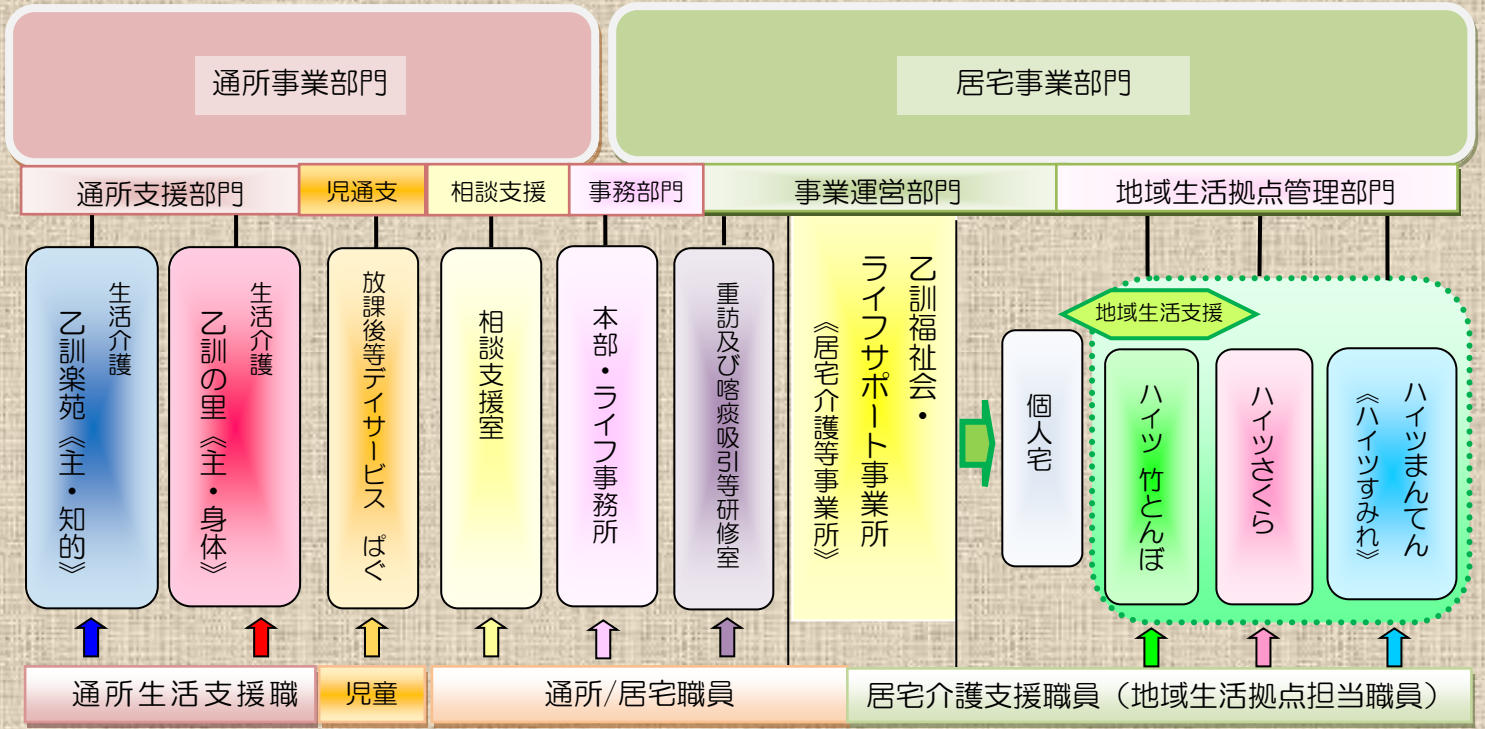 通所事業部門
居宅事業部門
通所支援部門
児通支
相談支援
事務部門
事業運営部門
地域生活拠点管理部門
生活介護
乙訓楽苑《主・知的》
生活介護
乙訓の里《主・身体》
放課後等デイサービス ぱぐ
相談支援室
本部・ライフ事務所
重訪及び喀痰吸引等研修室
乙訓福祉会・
ライフサポート事業所
《居宅介護等事業所》
個人宅
地域生活支援
ハイツ 竹とんぼ
ハイツさくら
ハイツまんてん
《ハイツすみれ》
通所生活支援職
児童
通所/居宅職員
居宅介護支援職員（地域生活拠点担当職員）